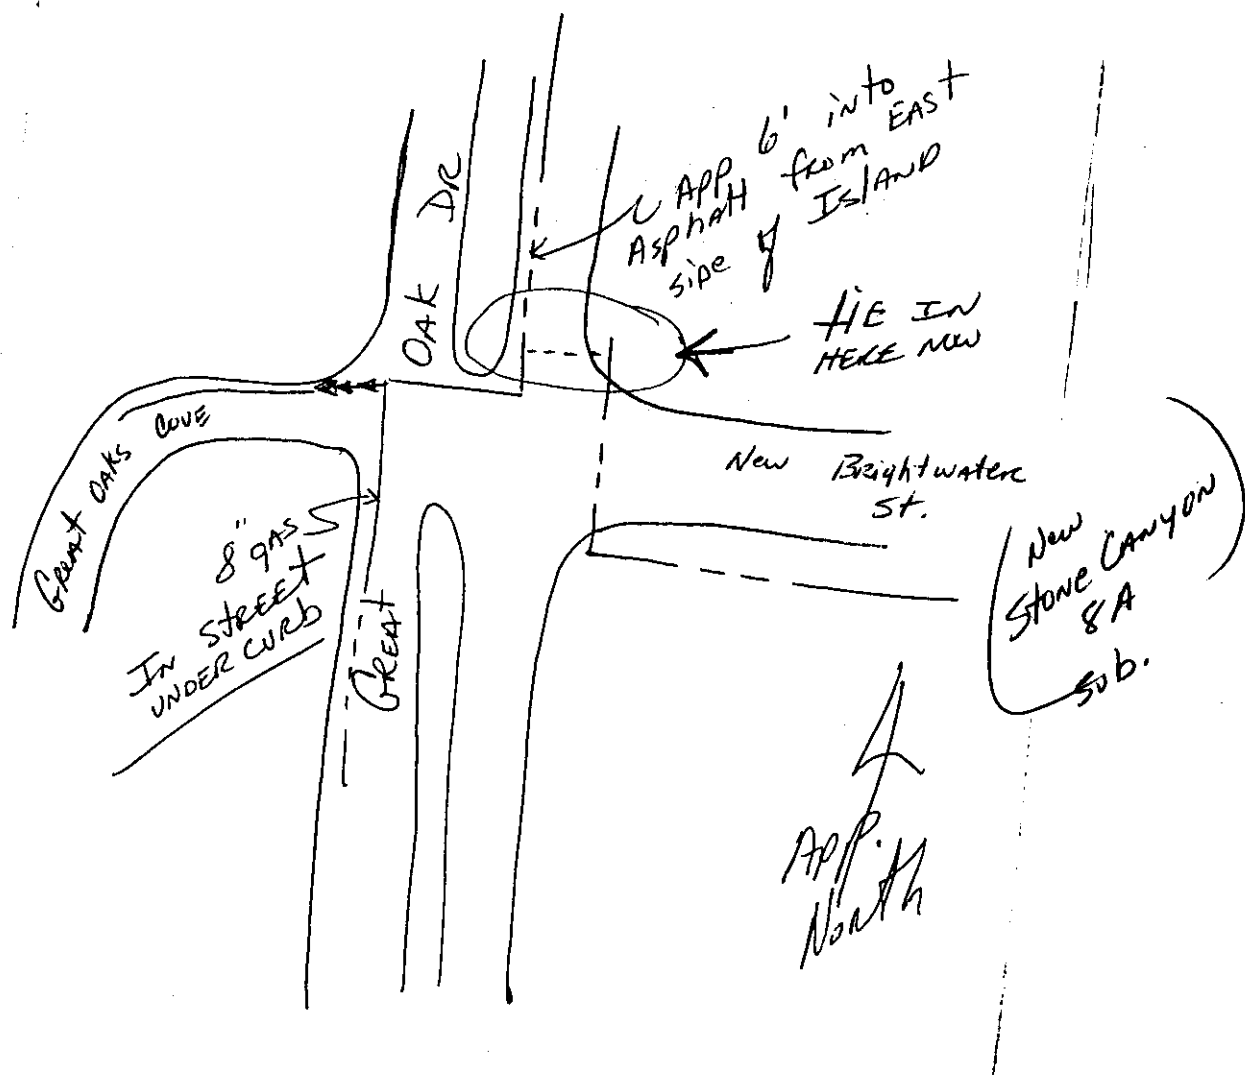 APP 6' into
Asphalt from EAST
side of ISLAND
OAK DR
tiE IN
HERE NOW
GREAT OAKS COVE
New Brightwater
St.
8" gAS
IN STREET
UNDER CURb
GREAT
New
STONE CANYON
8A
Sub.
App.
North